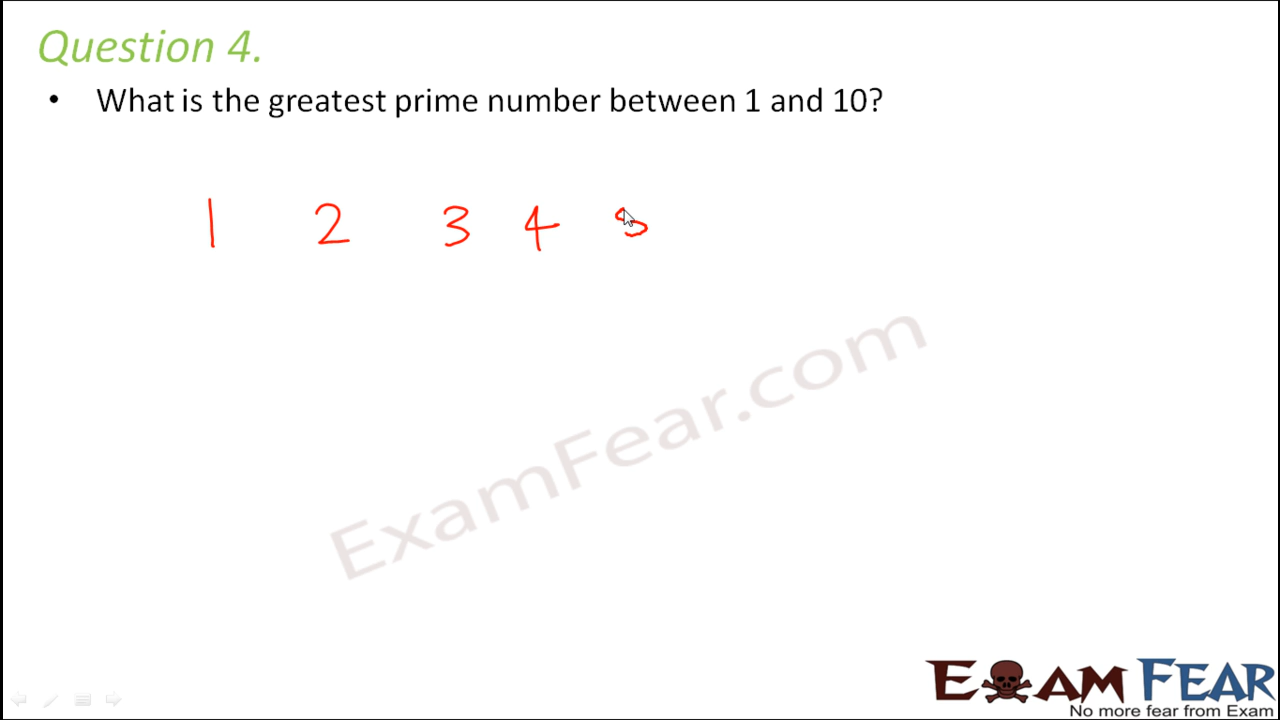 Question 4.
• What is the greatest prime number between 1 and 10?
1 2 3 4 5
ExamFear.com
EXAMFEAR
No more fear from Exam